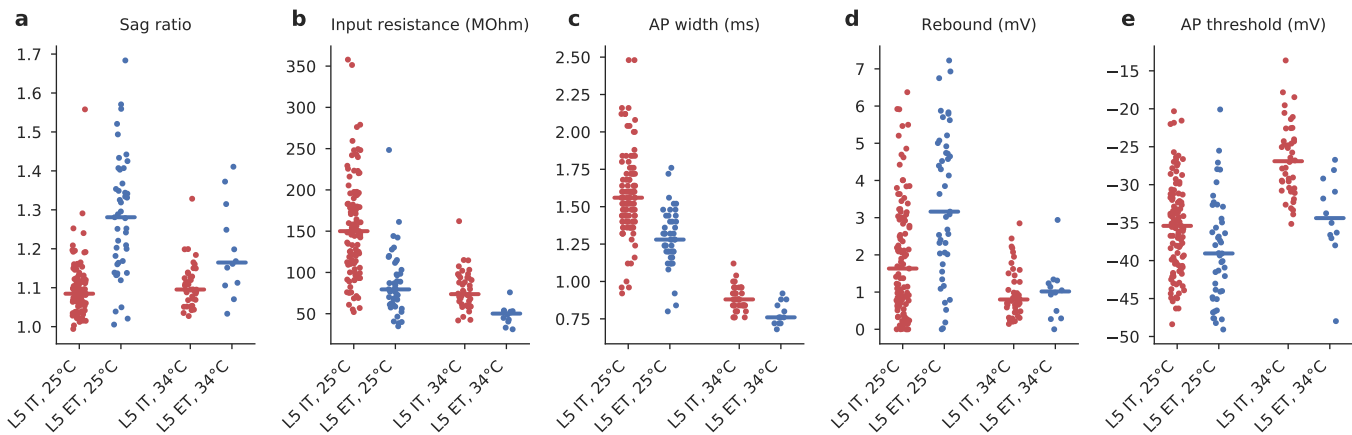 a Sag ratio
1.7
1.6
1.5
1.4
1.3
1.2
1.1
1.0
L5 IT, 25°C
L5 ET, 25°C
L5 IT, 34°C
L5 ET, 34°C
b Input resistance (MOhm)
350
300
250
200
150
100
50
L5 IT, 25°C
L5 ET, 25°C
L5 IT, 34°C
L5 ET, 34°C
c AP width (ms)
2.50
2.25
2.00
1.75
1.50
1.25
1.00
0.75
L5 IT, 25°C
L5 ET, 25°C
L5 IT, 34°C
L5 ET, 34°C
d Rebound (mV)
7
6
5
4
3
2
1
0
L5 IT, 25°C
L5 ET, 25°C
L5 IT, 34°C
L5 ET, 34°C
e AP threshold (mV)
−15
−20
−25
−30
−35
−40
−45
−50
L5 IT, 25°C
L5 ET, 25°C
L5 IT, 34°C
L5 ET, 34°C